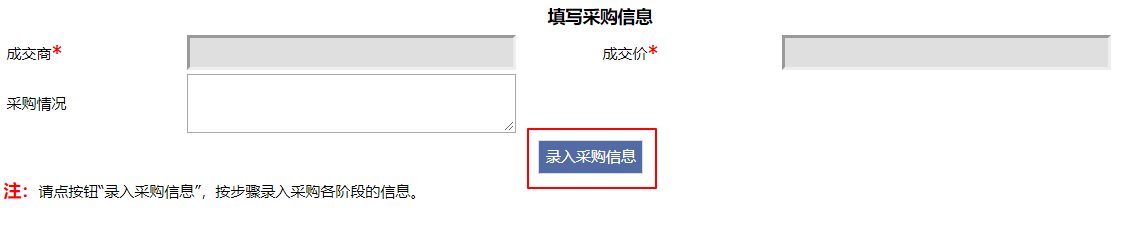 填写采购信息
成交商* 成交价*
采购情况
录入采购信息
注：请点按钮“录入采购信息”，按步骤录入采购各阶段的信息。